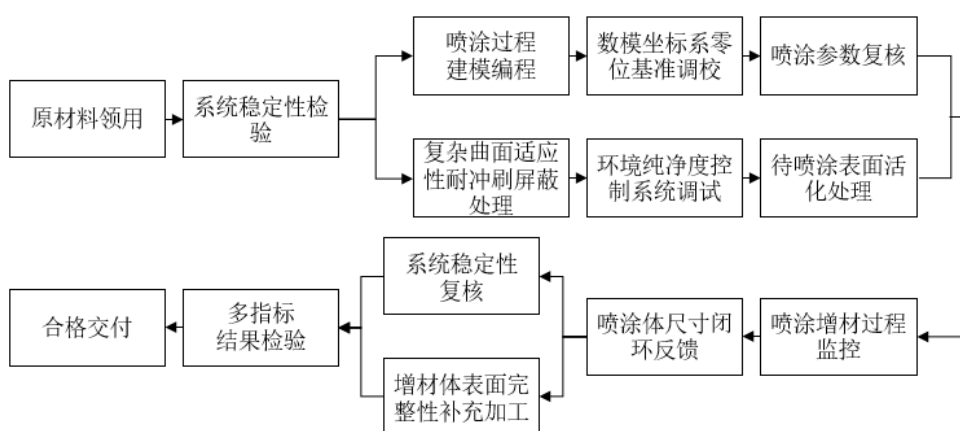 原材料领用
系统稳定性检
验
喷涂过程
建模编程
数模坐标系零
位基准调校
喷涂参数复核
复杂曲面适应
性耐冲刷屏蔽
处理
环境纯净度控
制系统调试
待喷涂表面活
化处理
喷涂增材过程
监控
喷涂体尺寸闭
环反馈
系统稳定性
复核
增材体表面完
整性补充加工
多指标
结果检验
合格交付